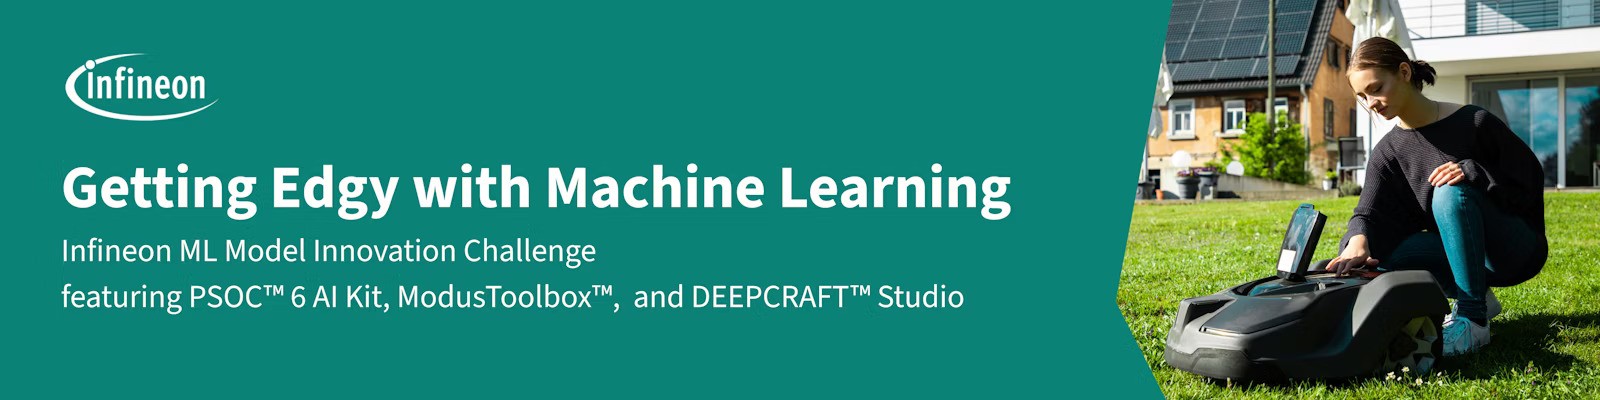 infineon
Getting Edgy with Machine Learning
Infineon ML Model Innovation Challenge
featuring PSOC™ 6 AI Kit, ModusToolbox™, and DEEPCRAFT™ Studio